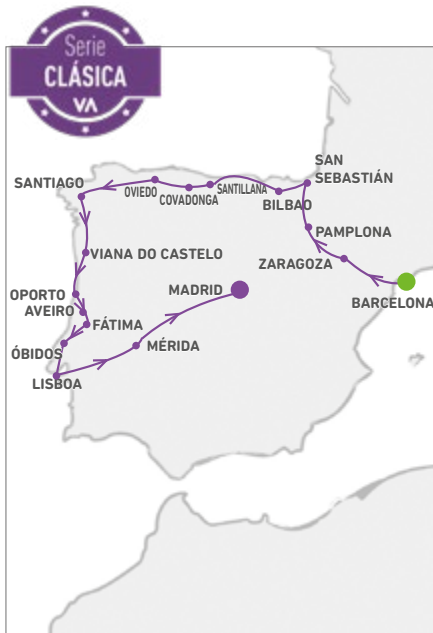 Serie
CLÁSICA
VA
SAN
SEBASTIÁN
SANTIAGO
OVIEDO
COVADONGA
SANTILLANA
BILBAO
PAMPLONA
VIANA DO CASTELO
ZARAGOZA
MADRID
BARCELONA
OPORTO
AVEIRO
FÁTIMA
MÉRIDA
ÓBIDOS
LISBOA